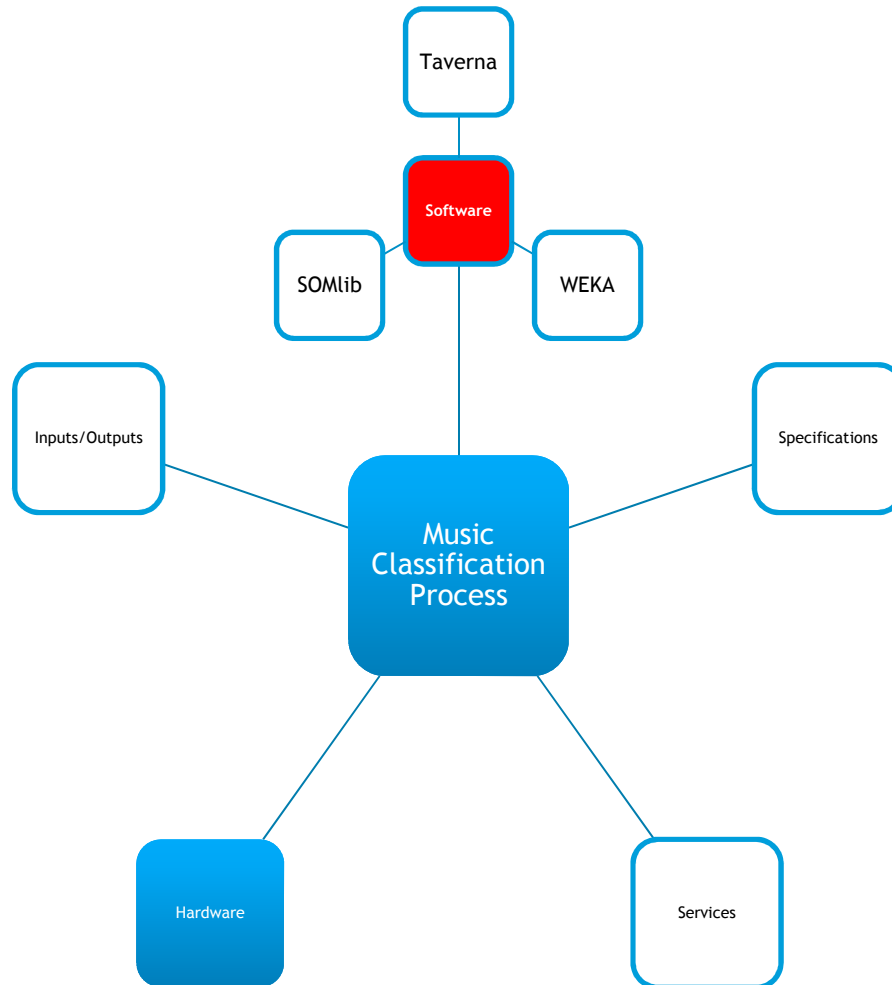 Taverna
Software
SOMlib
WEKA
Inputs/Outputs
Specifications
Music
Classification
Process
Hardware
Services